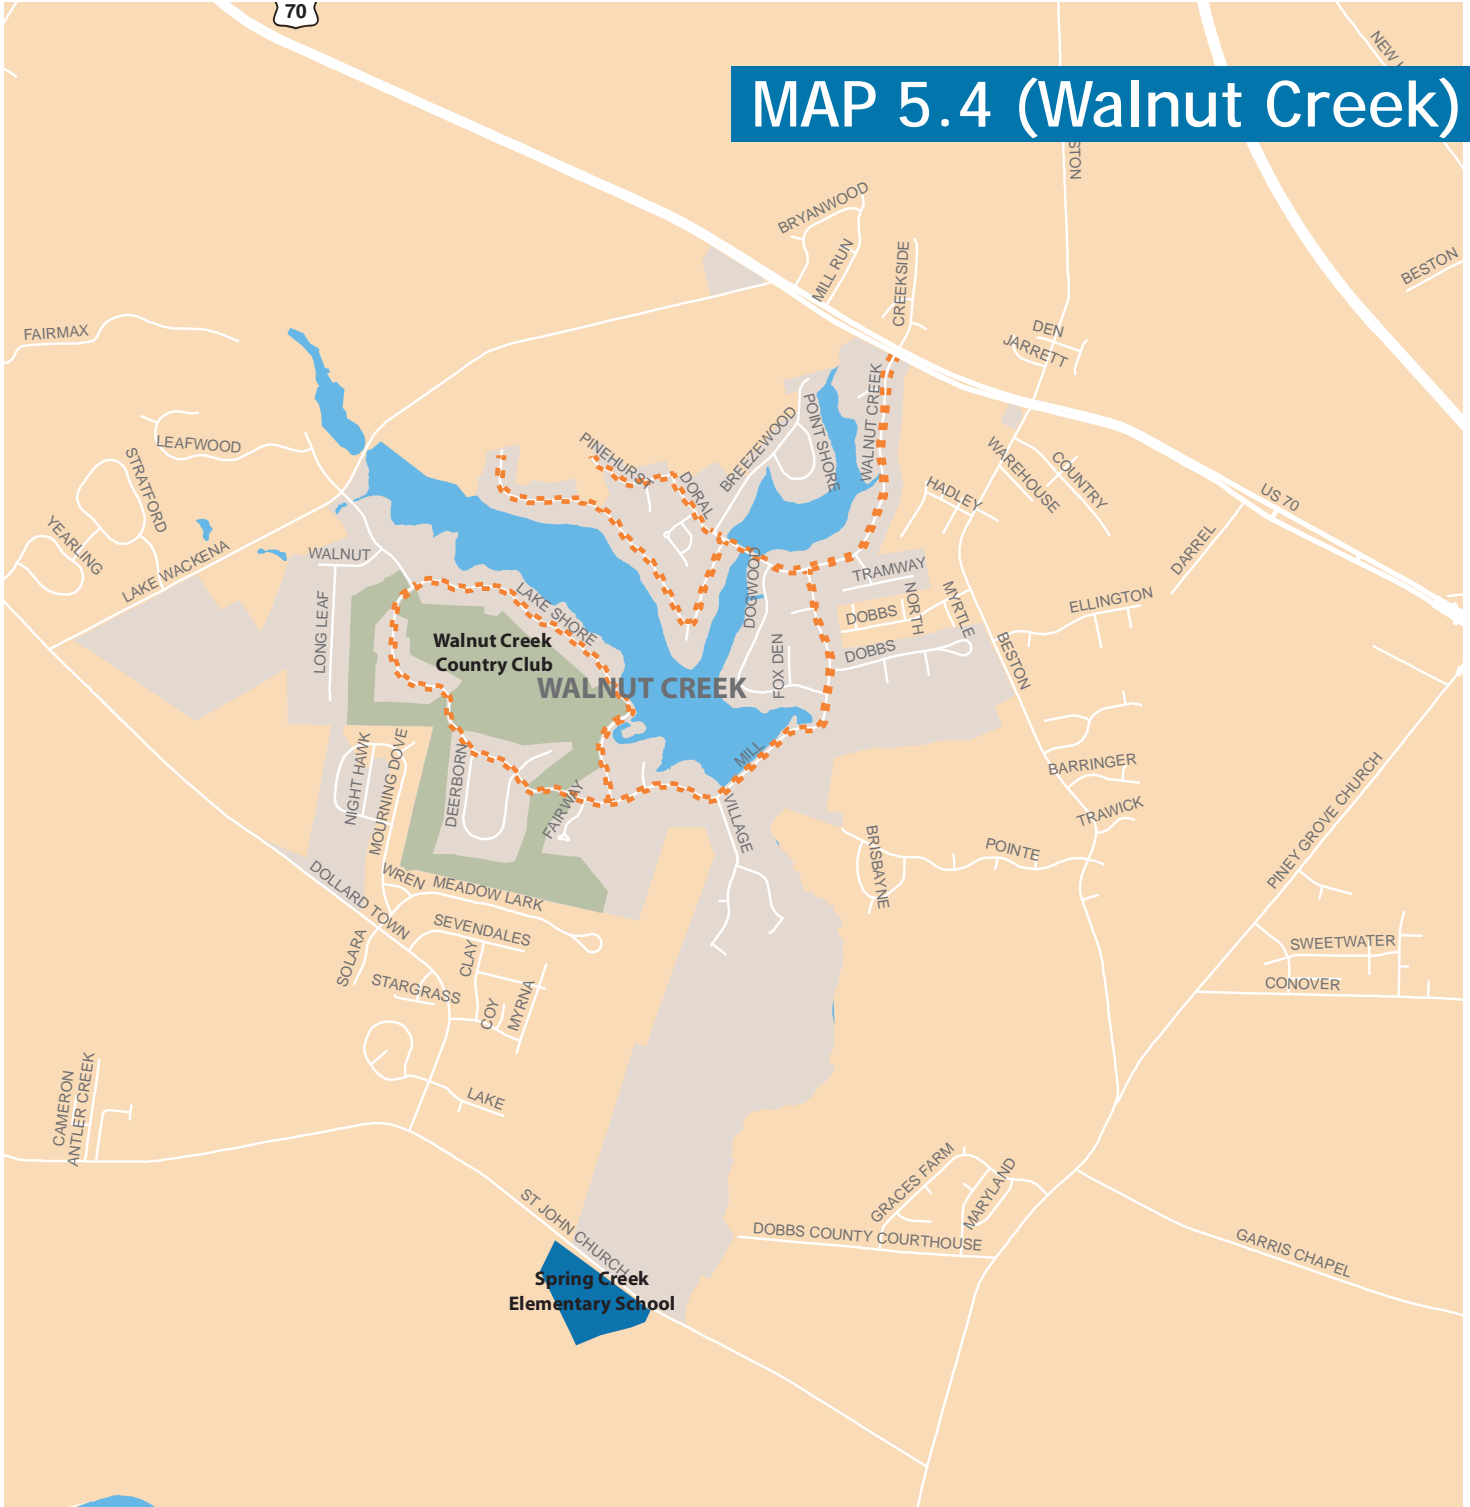 70
NEW
MAP 5.4 (Walnut Creek)
STON
BRYANWOOD
MILL RUN
CREEKSIDE
BESTON
FAIRMAX
DEN
JARRETT
WALNUT CREEK
POINT SHORE
BREEZEWOOD
PINEHURST
DORAL
LEAFWOOD
STRATFORD
YEARLING
LAKE WACKENA
WAREHOUSE
COUNTRY
HADLEY
US 70
DARREL
WALNUT
LONG LEAF
LAKE SHORE
DOGWOOD
TRAMWAY
NORTH
MYRTLE
DOBBS
DOBBS
ELLINGTON
BESTON
FOX DEN
Walnut Creek
Country Club
WALNUT CREEK
MILL
NIGHT HAWK
MOURNING DOVE
DEERBORN
FAIRWAY
VILLAGE
BARRINGER
TRAWICK
POINTE
BRISBAYNE
PINEY GROVE CHURCH
DOLLARD TOWN
WREN
MEADOW LARK
SEVENDALES
SOLARA
CLAY
STARGRASS
COY
MYRNA
SWEETWATER
CONOVER
LAKE
CAMERON
ANTLER CREEK
ST JOHN CHURCH
GRACES FARM
MARYLAND
DOBBS COUNTY COURTHOUSE
GARRIS CHAPEL
Spring Creek
Elementary School